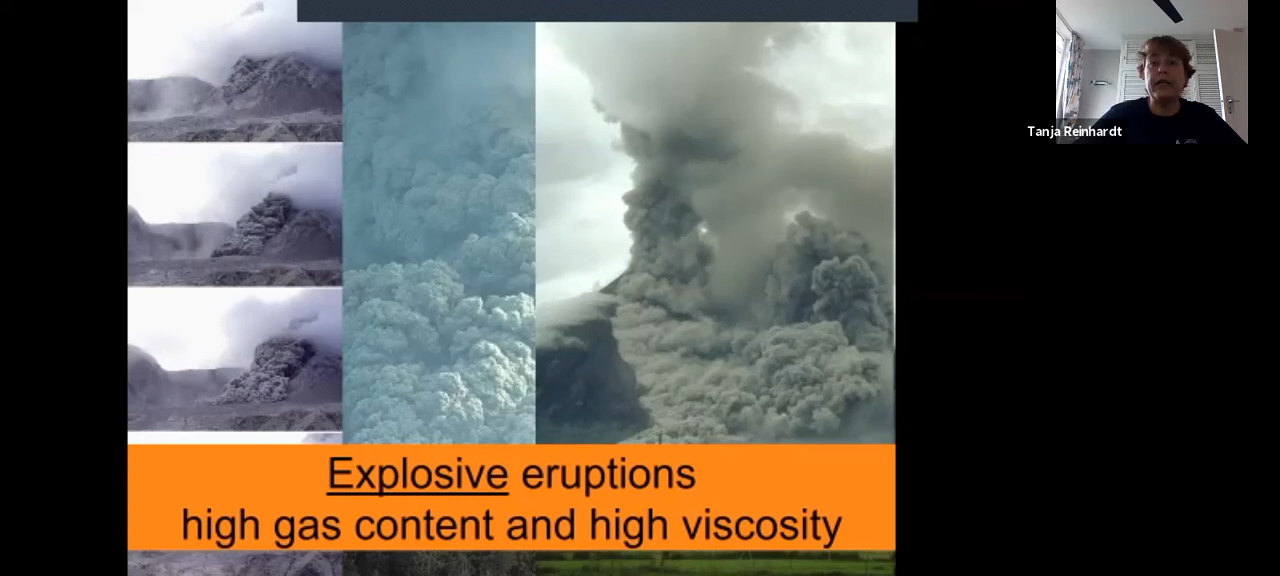 Tanja Reinhardt
Explosive eruptions
high gas content and high viscosity